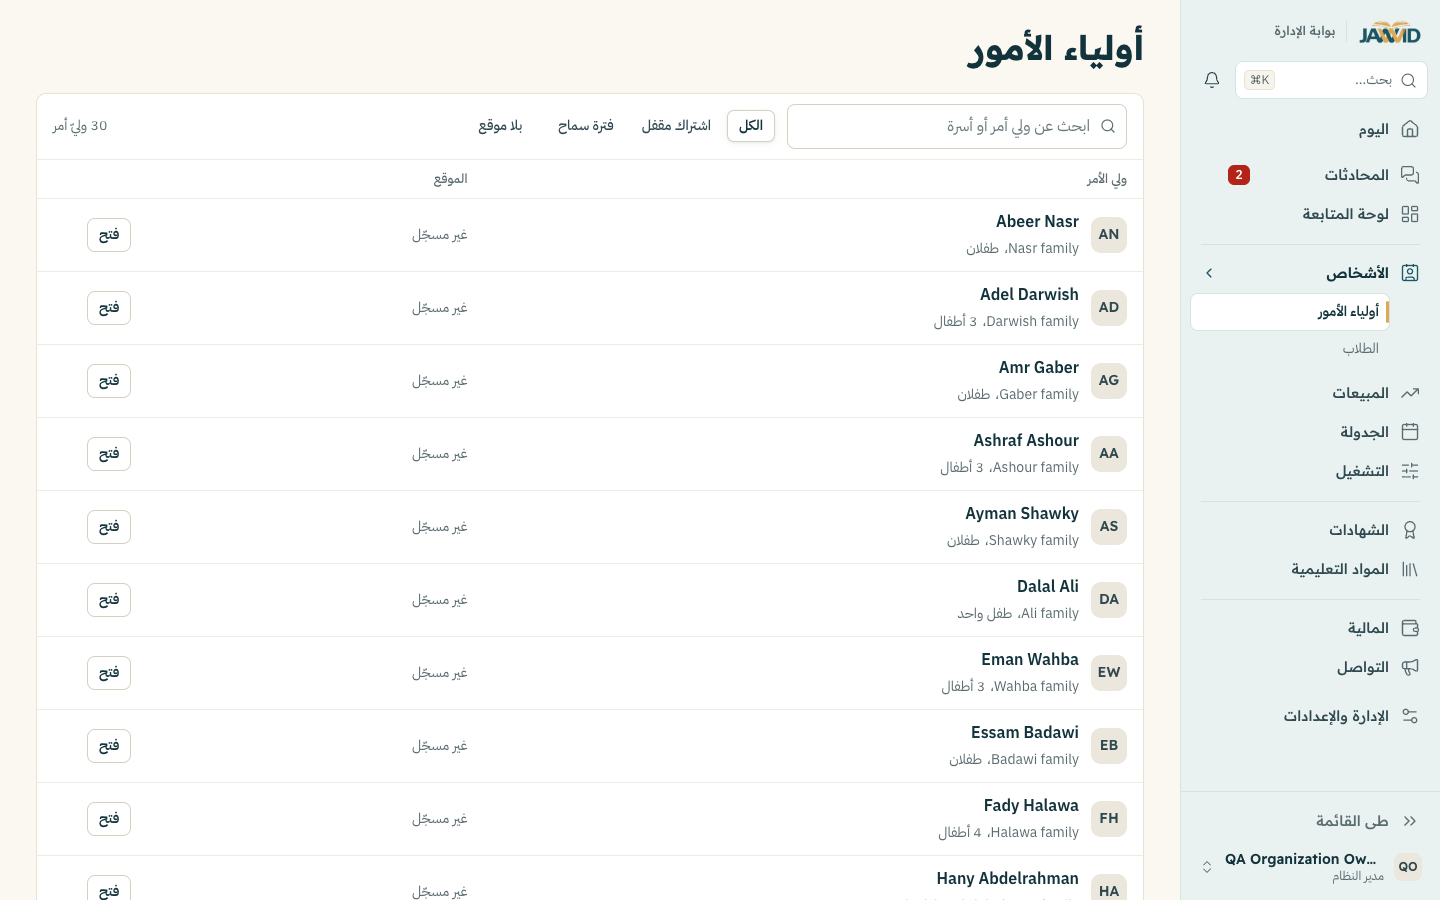 JAWWID
بوابة الإدارة
بحث...
⌘K
اليوم
المحادثات
2
لوحة المتابعة
الأشخاص
أولياء الأمور
الطلاب
المبيعات
الجدولة
التشغيل
الشهادات
المواد التعليمية
المالية
التواصل
الإدارة والإعدادات
طي القائمة
QO
QA Organization Ow...
مدير النظام
أولياء الأمور
ابحث عن ولي أمر أو أسرة
الكل
اشتراك مقفل
فترة سماح
بلا موقع
30 وليّ أمر
ولي الأمر
الموقع
AN
Abeer Nasr
Nasr family، طفلان
غير مسجّل
فتح
AD
Adel Darwish
Darwish family، 3 أطفال
غير مسجّل
فتح
AG
Amr Gaber
Gaber family، طفلان
غير مسجّل
فتح
AA
Ashraf Ashour
Ashour family، 3 أطفال
غير مسجّل
فتح
AS
Ayman Shawky
Shawky family، طفلان
غير مسجّل
فتح
DA
Dalal Ali
Ali family، طفل واحد
غير مسجّل
فتح
EW
Eman Wahba
Wahba family، 3 أطفال
غير مسجّل
فتح
EB
Essam Badawi
Badawi family، طفلان
غير مسجّل
فتح
FH
Fady Halawa
Halawa family، 4 أطفال
غير مسجّل
فتح
HA
Hany Abdelrahman
غير مسجّل
فتح